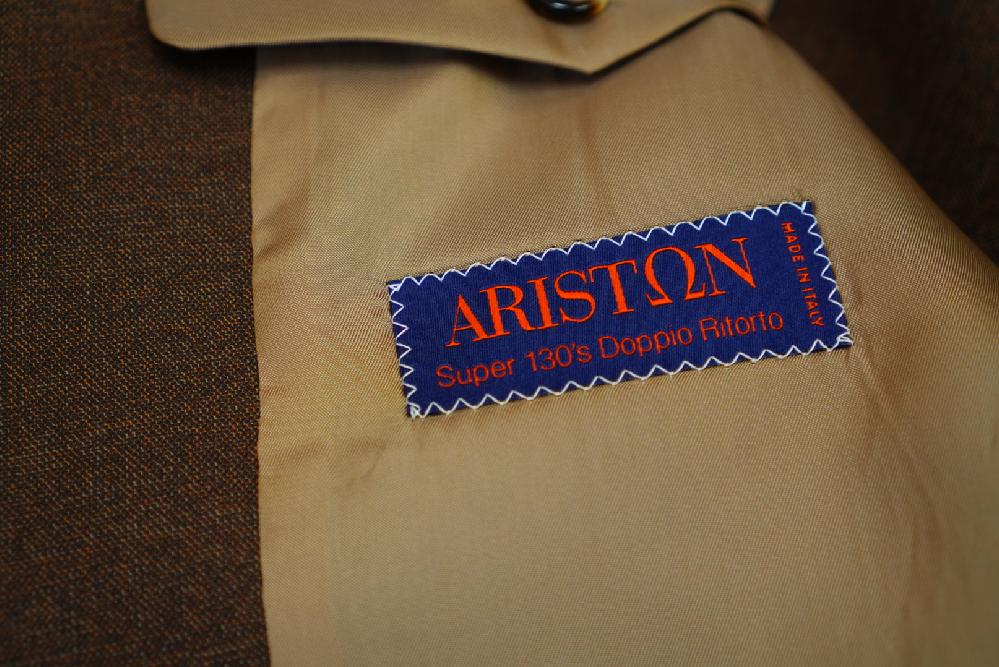 ARISTΩN
Super 130's Doppio Ritorto
MADE IN ITALY